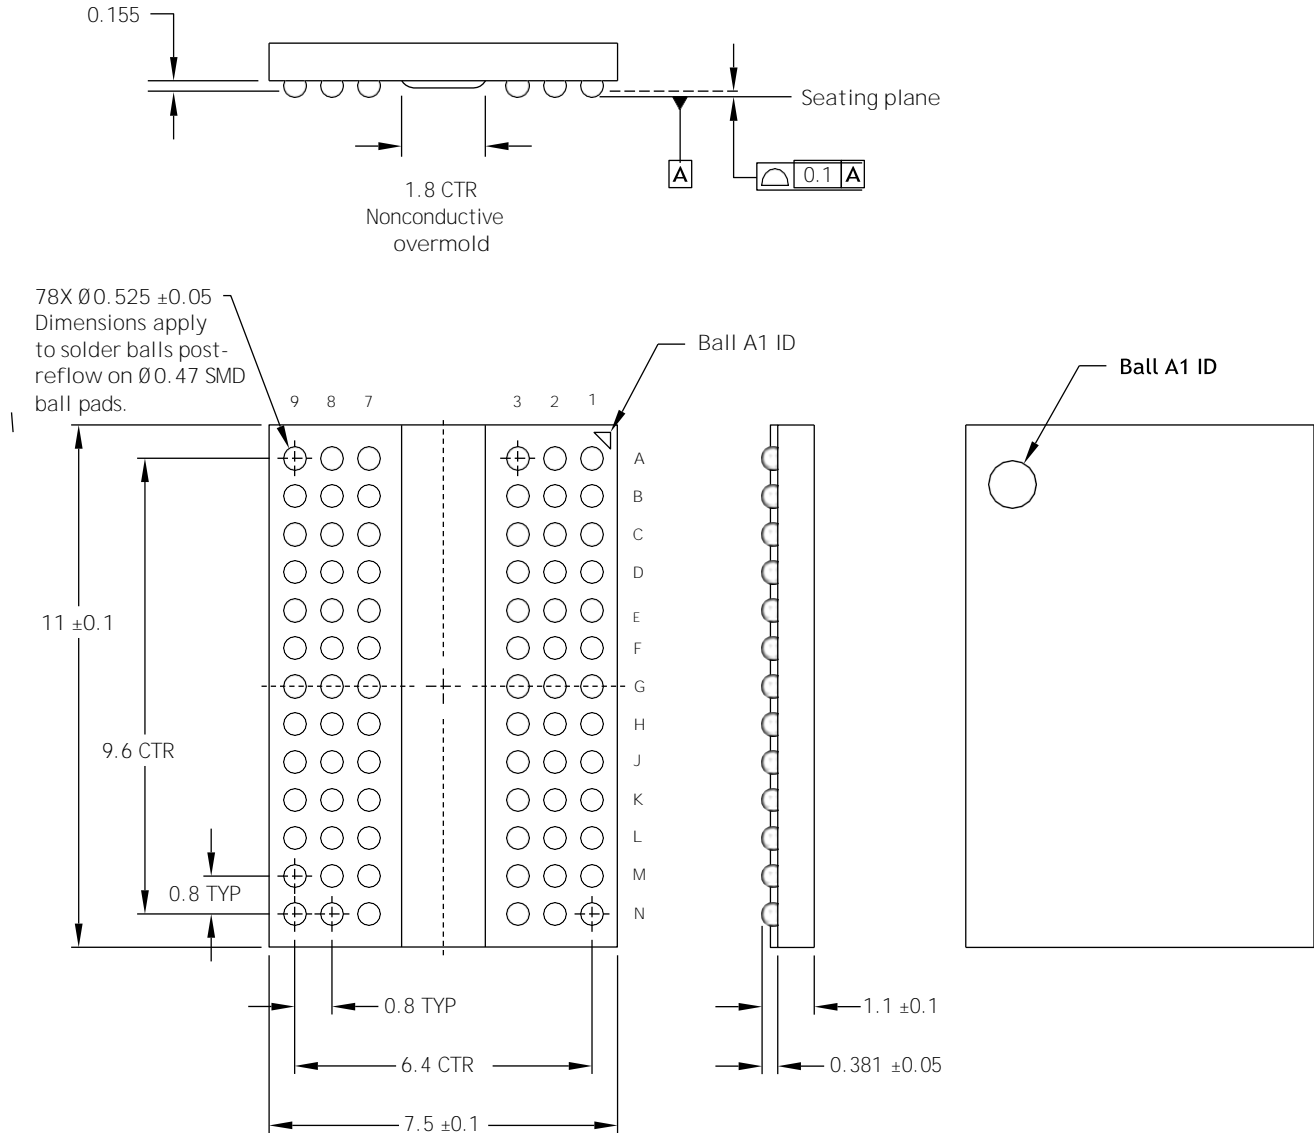 0.155
Seating plane
A
0.1 A
1.8 CTR
Nonconductive
overmold
78X Ø0.525 ±0.05
Dimensions apply
to solder balls post-
reflow on Ø0.47 SMD
ball pads.
Ball A1 ID
Ball A1 ID
9 8 7 3 2 1
A
B
C
D
E
F
G
H
J
K
L
M
N
11 ±0.1
9.6 CTR
0.8 TYP
0.8 TYP
6.4 CTR
7.5 ±0.1
1.1 ±0.1
0.381 ±0.05